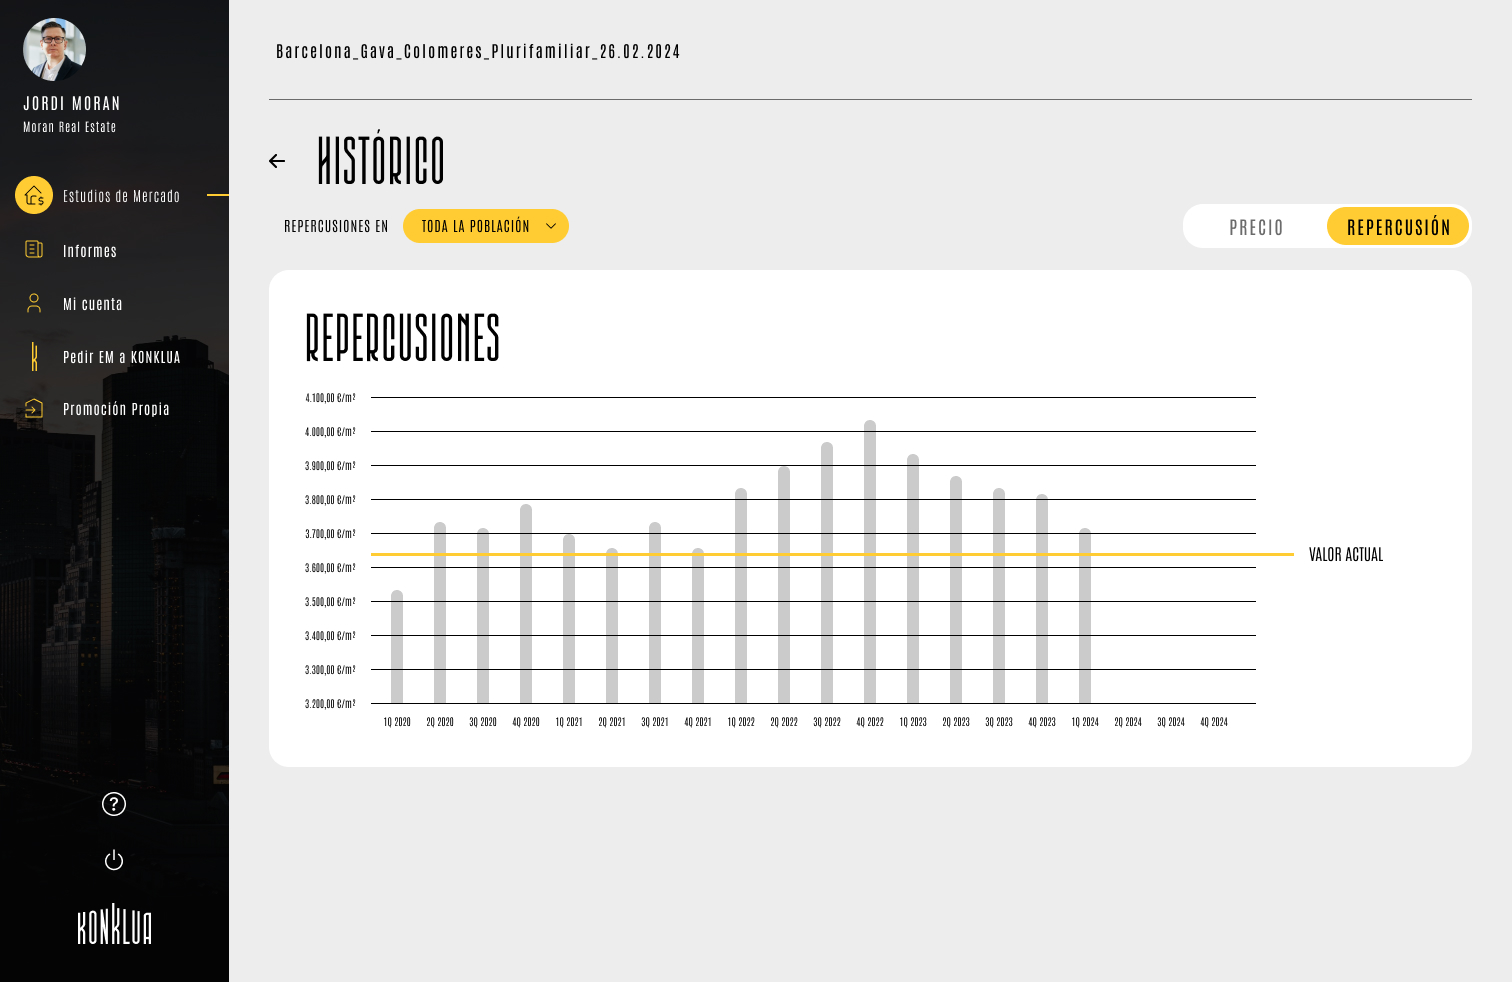 JORDI MORAN
Moran Real Estate
Estudios de Mercado
Informes
Mi cuenta
Pedir EM a KONKLUA
Promoción Propia
?
KONKLUA
Barcelona_Gava_Colomeres_Plurifamiliar_26.02.2024
HISTÓRICO
REPERCUSIONES EN TODA LA POBLACIÓN
PRECIO REPERCUSIÓN
REPERCUSIONES
4.100,00 €/m²
4.000,00 €/m²
3.900,00 €/m²
3.800,00 €/m²
3.700,00 €/m²
VALOR ACTUAL
3.600,00 €/m²
3.500,00 €/m²
3.400,00 €/m²
3.300,00 €/m²
3.200,00 €/m²
1Q 2020 2Q 2020 3Q 2020 4Q 2020 1Q 2021 2Q 2021 3Q 2021 4Q 2021 1Q 2022 2Q 2022 3Q 2022 4Q 2022 1Q 2023 2Q 2023 3Q 2023 4Q 2023 1Q 2024 2Q 2024 3Q 2024 4Q 2024